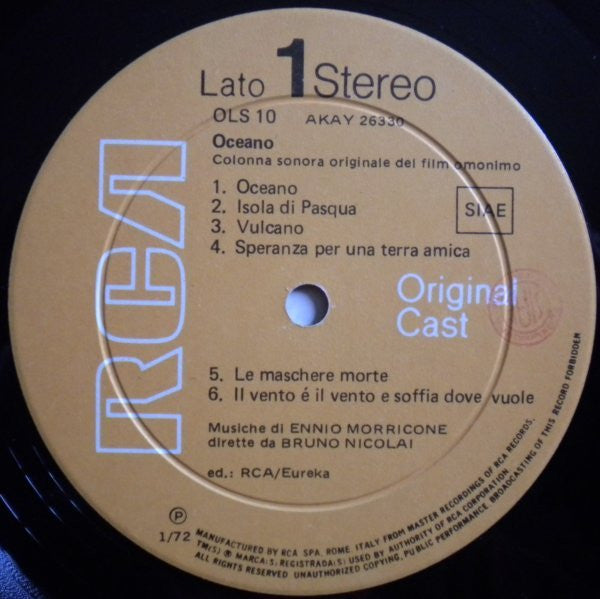 Lato 1 Stereo
OLS 10 AKAY 26330
Oceano
Colonna sonora originale del film omonimo
1. Oceano
2. Isola di Pasqua
3. Vulcano
4. Speranza per una terra amica
SIAE
RCA
Original
Cast
5. Le maschere morte
6. Il vento é il vento e soffia dove vuole
Musiche di ENNIO MORRICONE
dirette da BRUNO NICOLAI
ed.: RCA/Eureka
℗
1/72
MANUFACTURED BY RCA SPA, ROME, ITALY FROM MASTER RECORDINGS OF RCA RECORDS.
TM(S) ® MARCA(S) REGISTRADA(S) USED BY AUTHORITY OF RCA CORPORATION
ALL RIGHTS RESERVED UNAUTHORIZED COPYING, PUBLIC PERFORMANCE BROADCASTING OF THIS RECORD FORBIDDEN